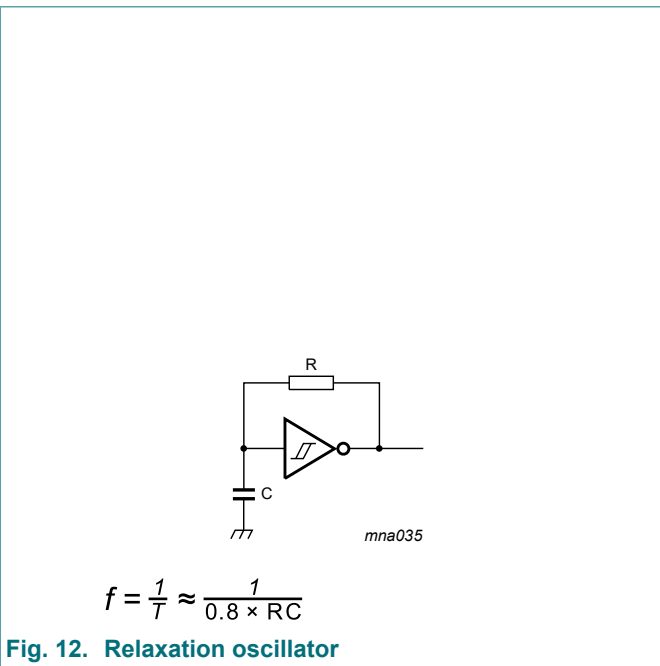 R
C
mna035
f = 1/T ≈ 1/(0.8 × RC)
Fig. 12. Relaxation oscillator